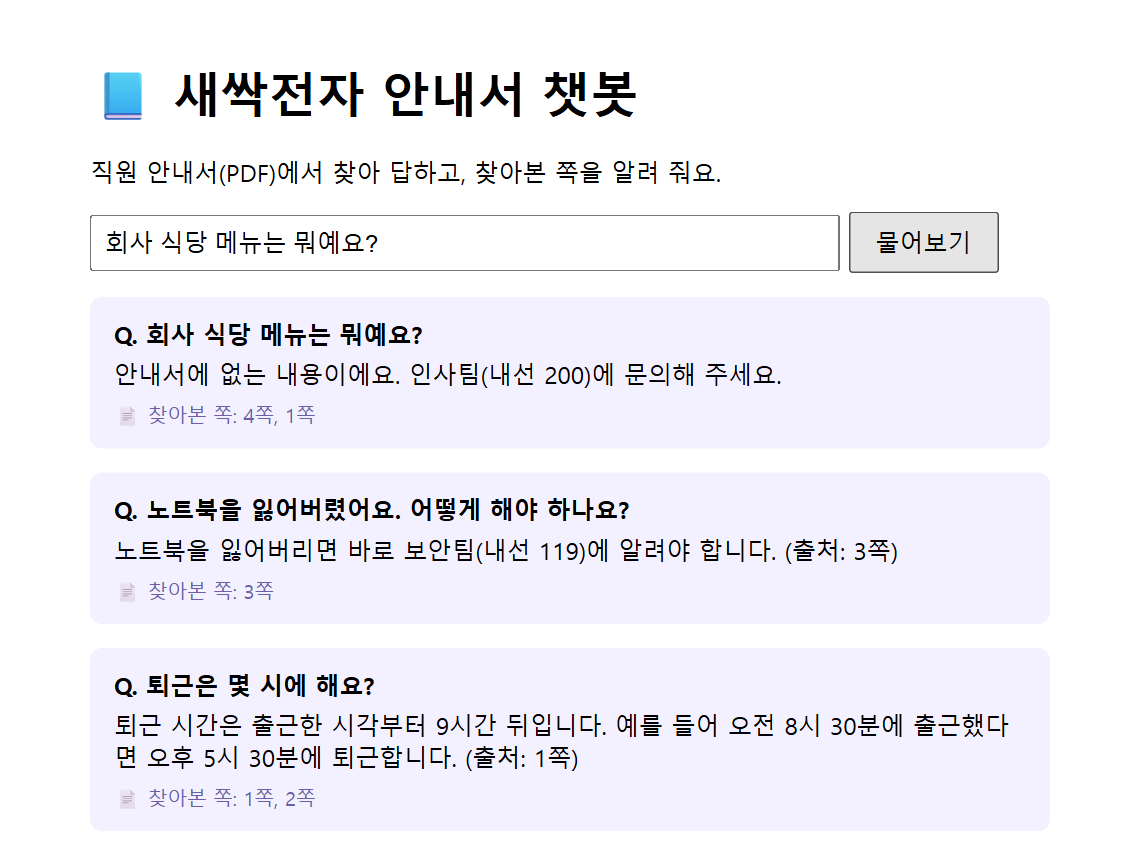 📘 새싹전자 안내서 챗봇
직원 안내서(PDF)에서 찾아 답하고, 찾아본 쪽을 알려 줘요.
회사 식당 메뉴는 뭐예요?
물어보기
Q. 회사 식당 메뉴는 뭐예요?
안내서에 없는 내용이에요. 인사팀(내선 200)에 문의해 주세요.
📄 찾아본 쪽: 4쪽, 1쪽
Q. 노트북을 잃어버렸어요. 어떻게 해야 하나요?
노트북을 잃어버리면 바로 보안팀(내선 119)에 알려야 합니다. (출처: 3쪽)
📄 찾아본 쪽: 3쪽
Q. 퇴근은 몇 시에 해요?
퇴근 시간은 출근한 시각부터 9시간 뒤입니다. 예를 들어 오전 8시 30분에 출근했다
면 오후 5시 30분에 퇴근합니다. (출처: 1쪽)
📄 찾아본 쪽: 1쪽, 2쪽